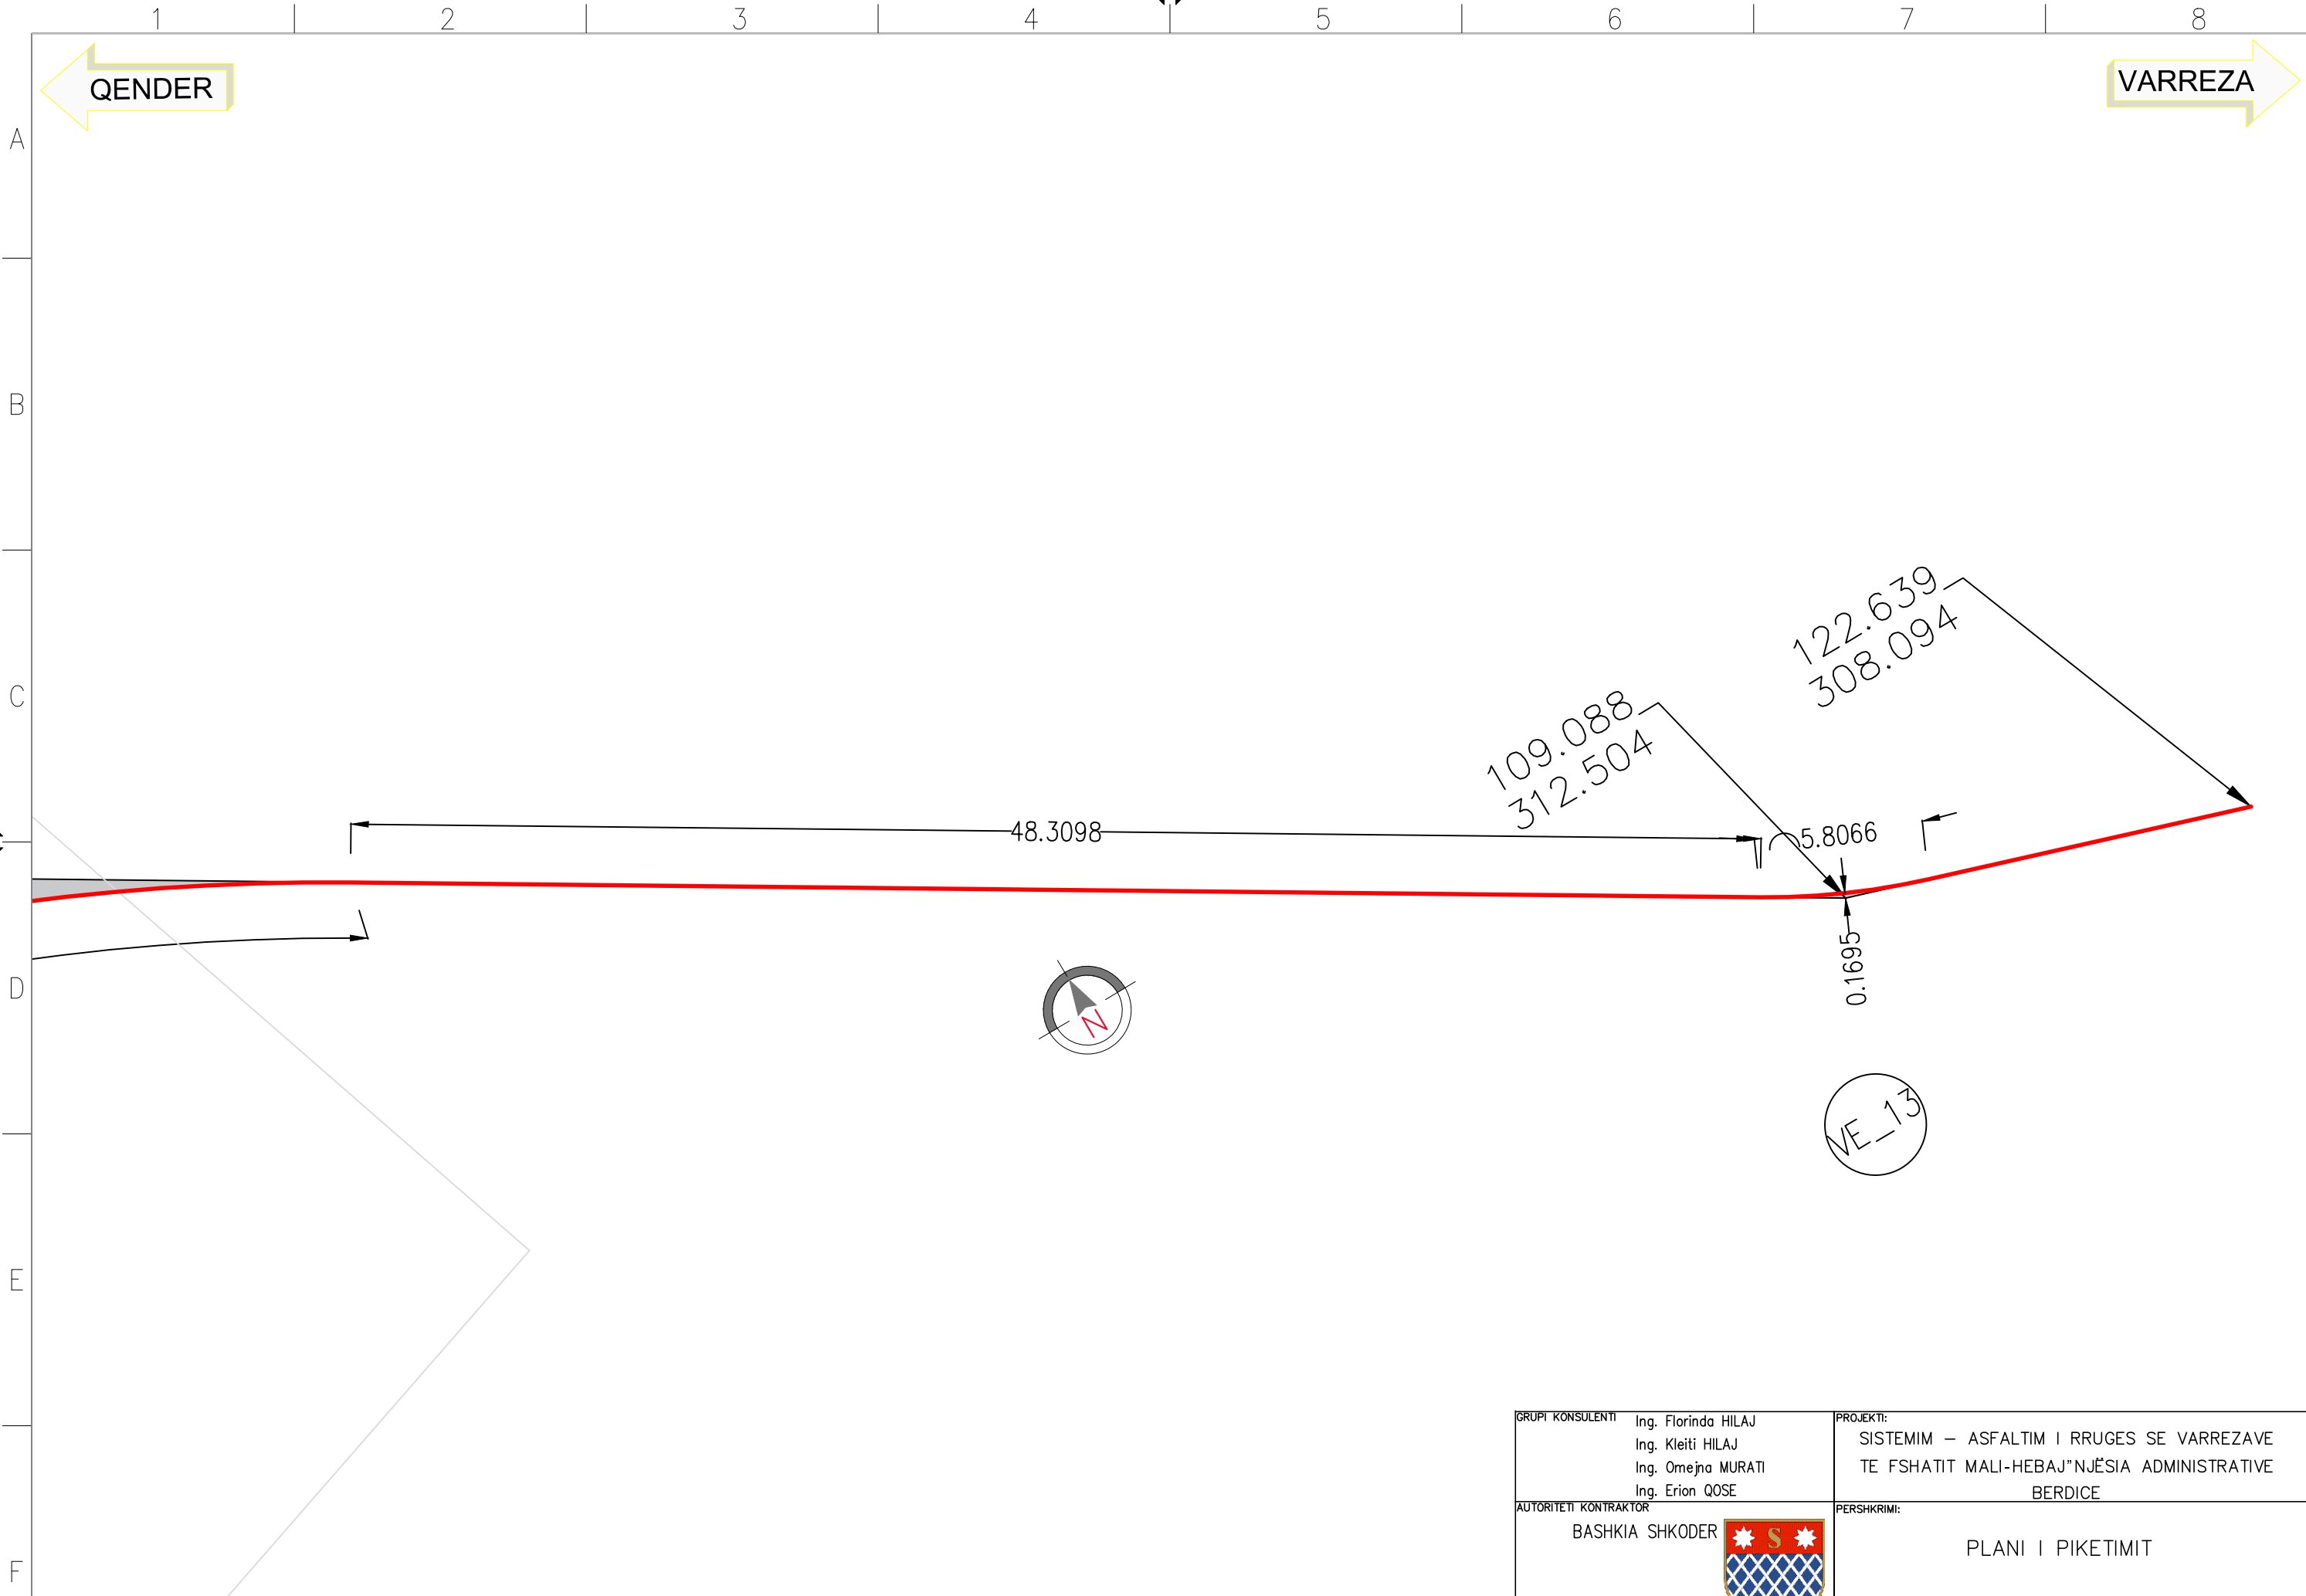 1 2 3 4 5 6 7 8
QENDER
VARREZA
A
B
C
D
E
F
122.639
308.094
109.088
312.504
48.3098
5.8066
0.1695
N
VE_13
GRUPI KONSULENTI
Ing. Florinda HILAJ
Ing. Kleiti HILAJ
Ing. Omejna MURATI
Ing. Erion QOSE
PROJEKTI:
SISTEMIM – ASFALTIM I RRUGES SE VARREZAVE
TE FSHATIT MALI-HEBAJ"NJËSIA ADMINISTRATIVE
BERDICE
AUTORITETI KONTRAKTOR
BASHKIA SHKODER
S
PERSHKRIMI:
PLANI I PIKETIMIT